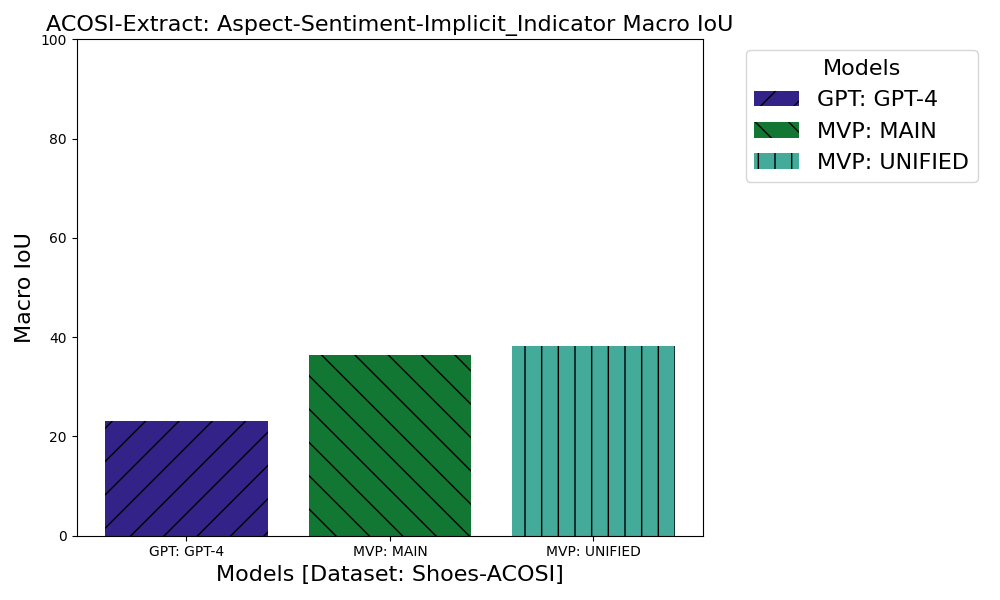 ACOSI-Extract: Aspect-Sentiment-Implicit_Indicator Macro IoU
100
80
60
40
20
0
Macro IoU
GPT: GPT-4
MVP: MAIN
MVP: UNIFIED
Models [Dataset: Shoes-ACOSI]
Models
GPT: GPT-4
MVP: MAIN
MVP: UNIFIED